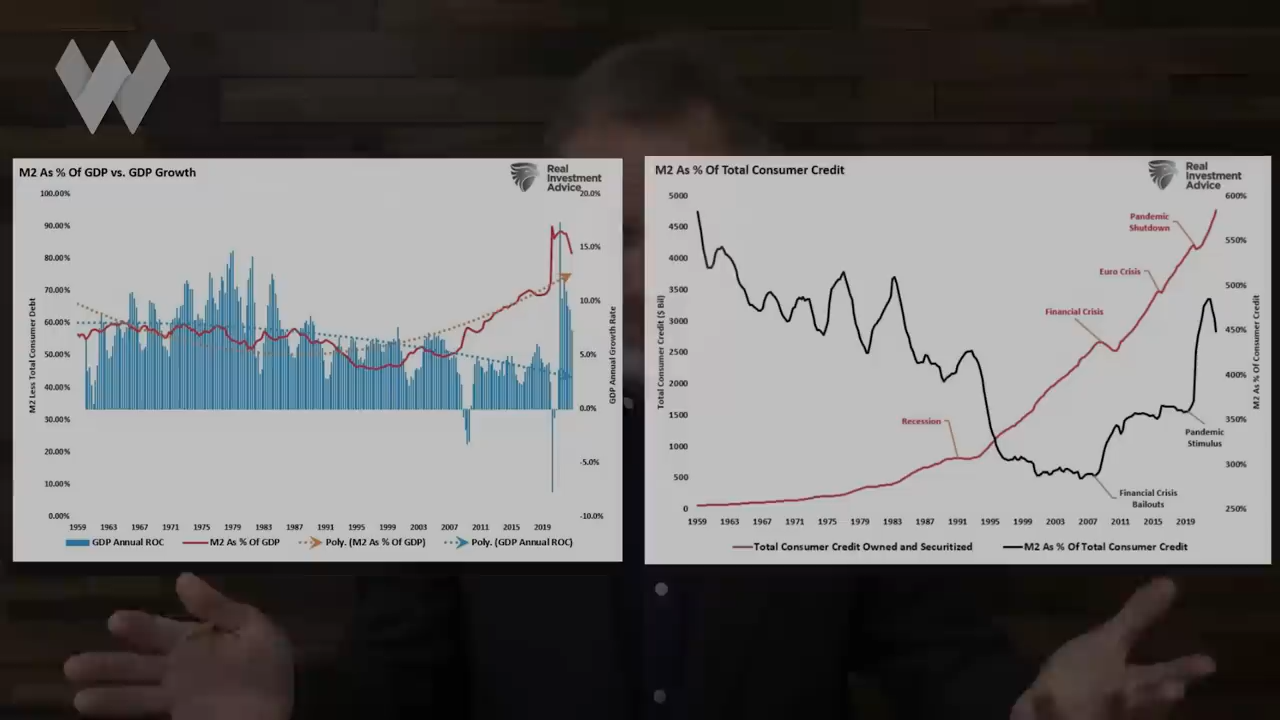 M2 As % Of GDP vs. GDP Growth
Real
Investment
Advice
100.00%
90.00%
80.00%
70.00%
60.00%
50.00%
40.00%
30.00%
20.00%
10.00%
0.00%
M2 Less Total Consumer Debt
20.0%
15.0%
10.0%
5.0%
0.0%
-5.0%
-10.0%
GDP Annual Growth Rate
1959 1963 1967 1971 1975 1979 1983 1987 1991 1995 1999 2003 2007 2011 2015 2019
GDP Annual ROC M2 As % Of GDP Poly. (M2 As % Of GDP) Poly. (GDP Annual ROC)
M2 As % Of Total Consumer Credit
Real
Investment
Advice
5000
4500
4000
3500
3000
2500
2000
1500
1000
500
0
Total Consumer Credit ($ Bil)
600%
550%
500%
450%
400%
350%
300%
250%
M2 As % Of Consumer Credit
Pandemic
Shutdown
Euro Crisis
Financial Crisis
Recession
Pandemic
Stimulus
Financial Crisis
Bailouts
1959 1963 1967 1971 1975 1979 1983 1987 1991 1995 1999 2003 2007 2011 2015 2019
Total Consumer Credit Owned and Securitized M2 As % Of Total Consumer Credit